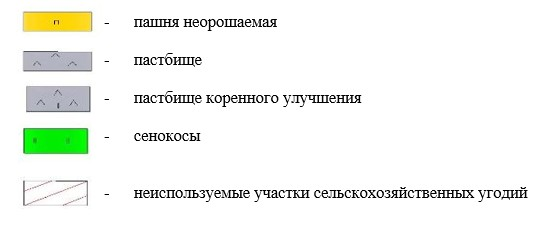 - пашня неорошаемая
- пастбище
- пастбище коренного улучшения
- сенокосы
- неиспользуемые участки сельскохозяйственных угодий